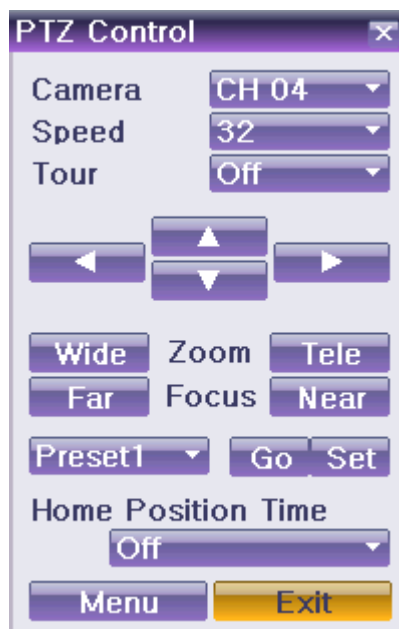 PTZ Control
Camera CH 04
Speed 32
Tour Off
Wide Zoom Tele
Far Focus Near
Preset1 Go Set
Home Position Time
Off
Menu Exit